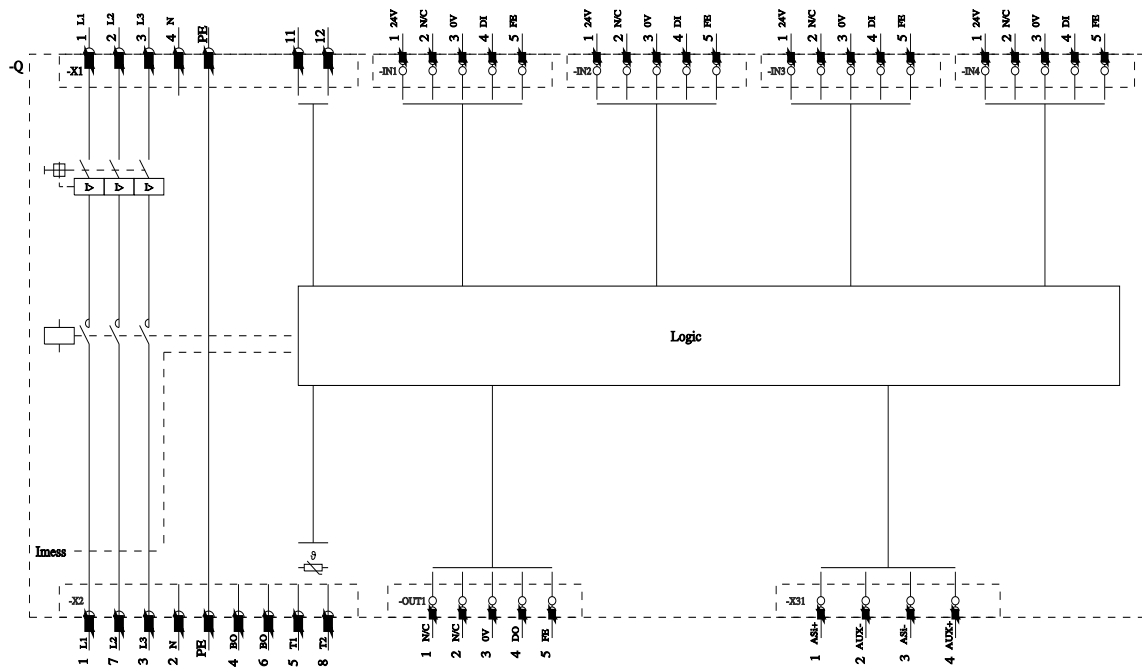 1 L1
2 L2
3 L3
4 N
PE
11
12
1 24V
2 N/C
3 0V
4 DI
5 FE
1 24V
2 N/C
3 0V
4 DI
5 FE
1 24V
2 N/C
3 0V
4 DI
5 FE
1 24V
2 N/C
3 0V
4 DI
5 FE
-Q
-X1
-IN1
-IN2
-IN3
-IN4
I>
I>
I>
Logic
Imess
ϑ
-X2
-OUT1
-X31
1 L1
7 L2
3 L3
2 N
PE
4 BO
6 BO
5 T1
8 T2
1 N/C
2 N/C
3 0V
4 DO
5 FE
1 ASi+
2 AUX-
3 ASi-
4 AUX+